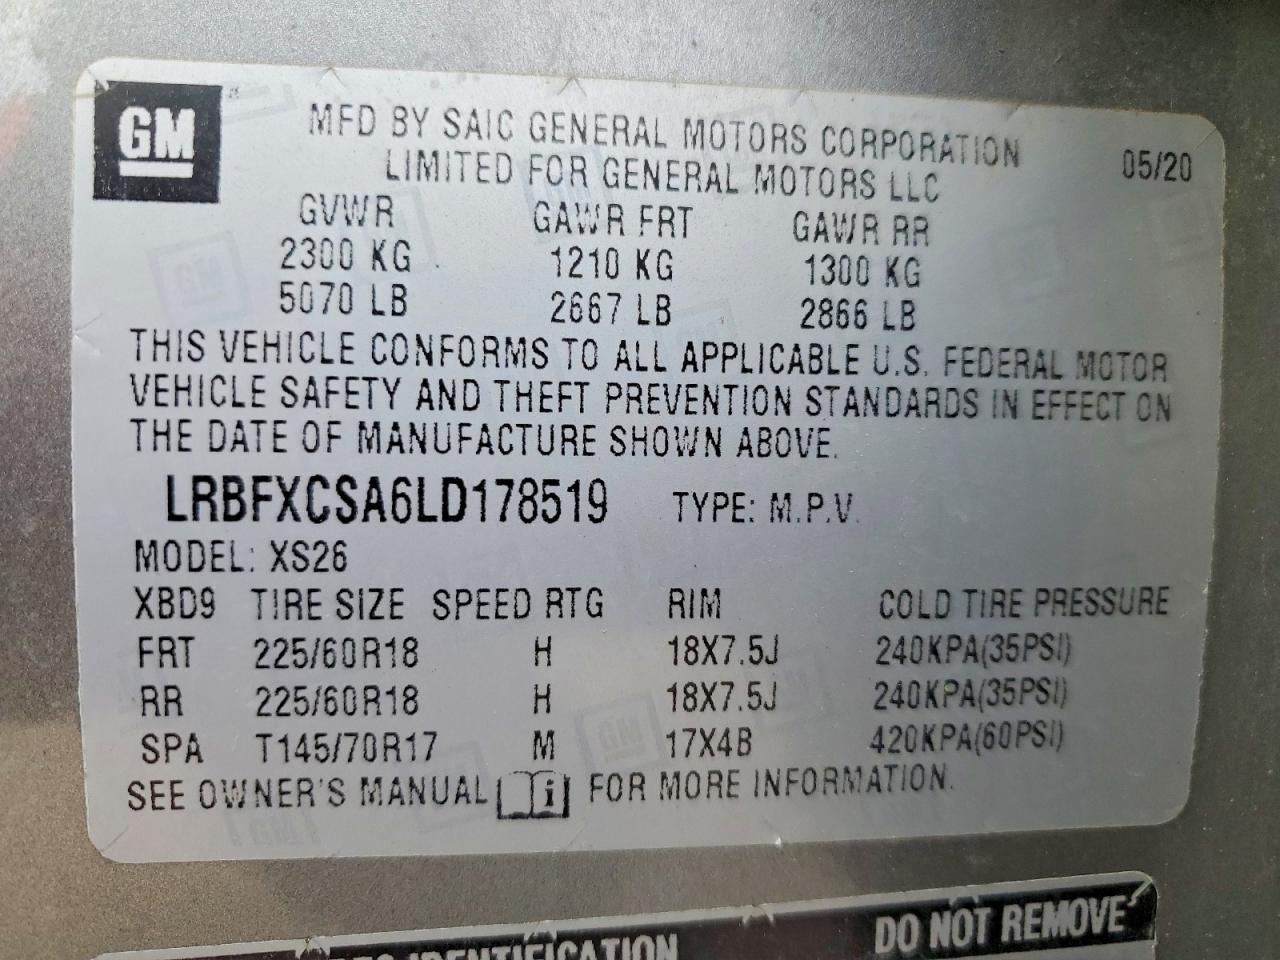 GM
MFD BY SAIC GENERAL MOTORS CORPORATION 05/20
LIMITED FOR GENERAL MOTORS LLC
GVWR GAWR FRT GAWR RR
2300 KG 1210 KG 1300 KG
5070 LB 2667 LB 2866 LB
THIS VEHICLE CONFORMS TO ALL APPLICABLE U.S. FEDERAL MOTOR
VEHICLE SAFETY AND THEFT PREVENTION STANDARDS IN EFFECT ON
THE DATE OF MANUFACTURE SHOWN ABOVE.
LRBFXCSA6LD178519 TYPE: M.P.V.
MODEL: XS26
XBD9 TIRE SIZE SPEED RTG RIM COLD TIRE PRESSURE
FRT 225/60R18 H 18X7.5J 240KPA(35PSI)
RR 225/60R18 H 18X7.5J 240KPA(35PSI)
SPA T145/70R17 M 17X4B 420KPA(60PSI)
SEE OWNER'S MANUAL i FOR MORE INFORMATION.
IDENTIFICATION DO NOT REMOVE